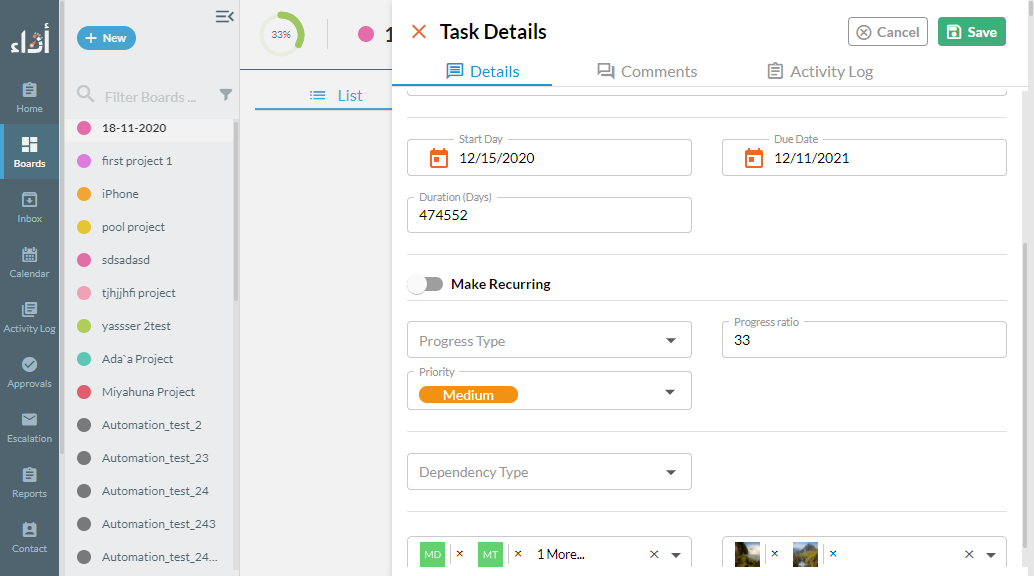 أداء
Home
Boards
Inbox
Calendar
Activity Log
Approvals
Escalation
Reports
Contact
New
Filter Boards ...
18-11-2020
first project 1
iPhone
pool project
sdsadasd
tjhjjhfi project
yassser 2test
Ada`a Project
Miyahuna Project
Automation_test_2
Automation_test_23
Automation_test_24
Automation_test_243
Automation_test_24...
33%
1
List
Task Details
Cancel
Save
Details
Comments
Activity Log
Start Day
12/15/2020
Due Date
12/11/2021
Duration (Days)
474552
Make Recurring
Progress Type
Progress ratio
33
Priority
Medium
Dependency Type
MD
MT
1 More...